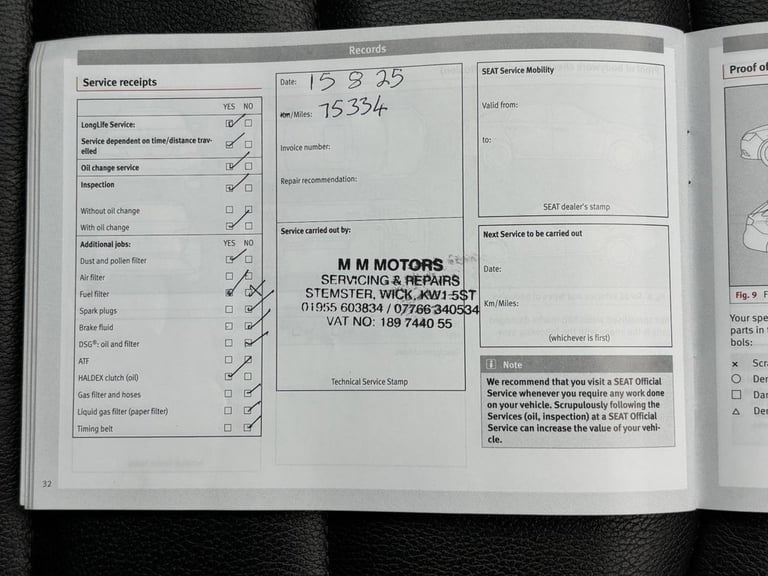 Records
Service receipts
YES NO
LongLife Service:
Service dependent on time/distance trav-
elled
Oil change service
Inspection
Without oil change
With oil change
Additional jobs: YES NO
Dust and pollen filter
Air filter
Fuel filter
Spark plugs
Brake fluid
DSG®: oil and filter
ATF
HALDEX clutch (oil)
Gas filter and hoses
Liquid gas filter (paper filter)
Timing belt
32
Date: 15 8 25
Km/Miles: 75334
Invoice number:
Repair recommendation:
Service carried out by:
M M MOTORS
SERVICING & REPAIRS
STEMSTER, WICK, KW1 5ST
01955 603834 / 07766 340534
VAT NO: 189 7440 55
Technical Service Stamp
SEAT Service Mobility
Valid from:
to:
SEAT dealer's stamp
Next Service to be carried out
Date:
Km/Miles:
(whichever is first)
i Note
We recommend that you visit a SEAT Official
Service whenever you require any work done
on your vehicle. Scrupulously following the
Services (oil, inspection) at a SEAT Official
Service can increase the value of your vehi-
cle.
Proof of
Fig. 9
Your spe
parts in
bols: